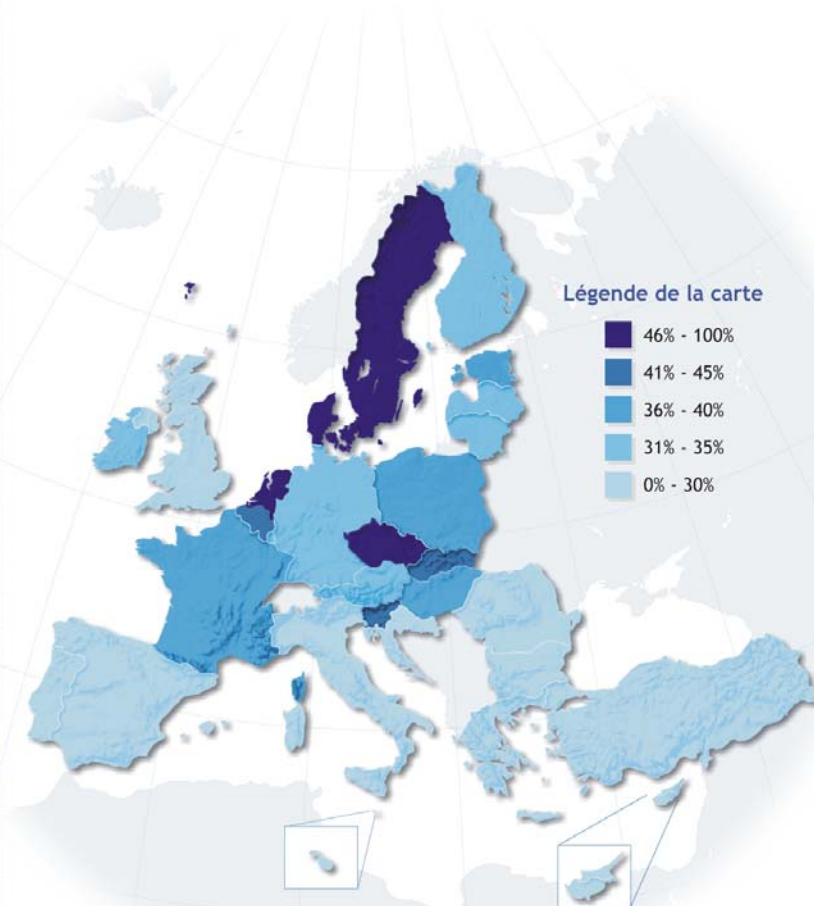 Légende de la carte
46% - 100%
41% - 45%
36% - 40%
31% - 35%
0% - 30%